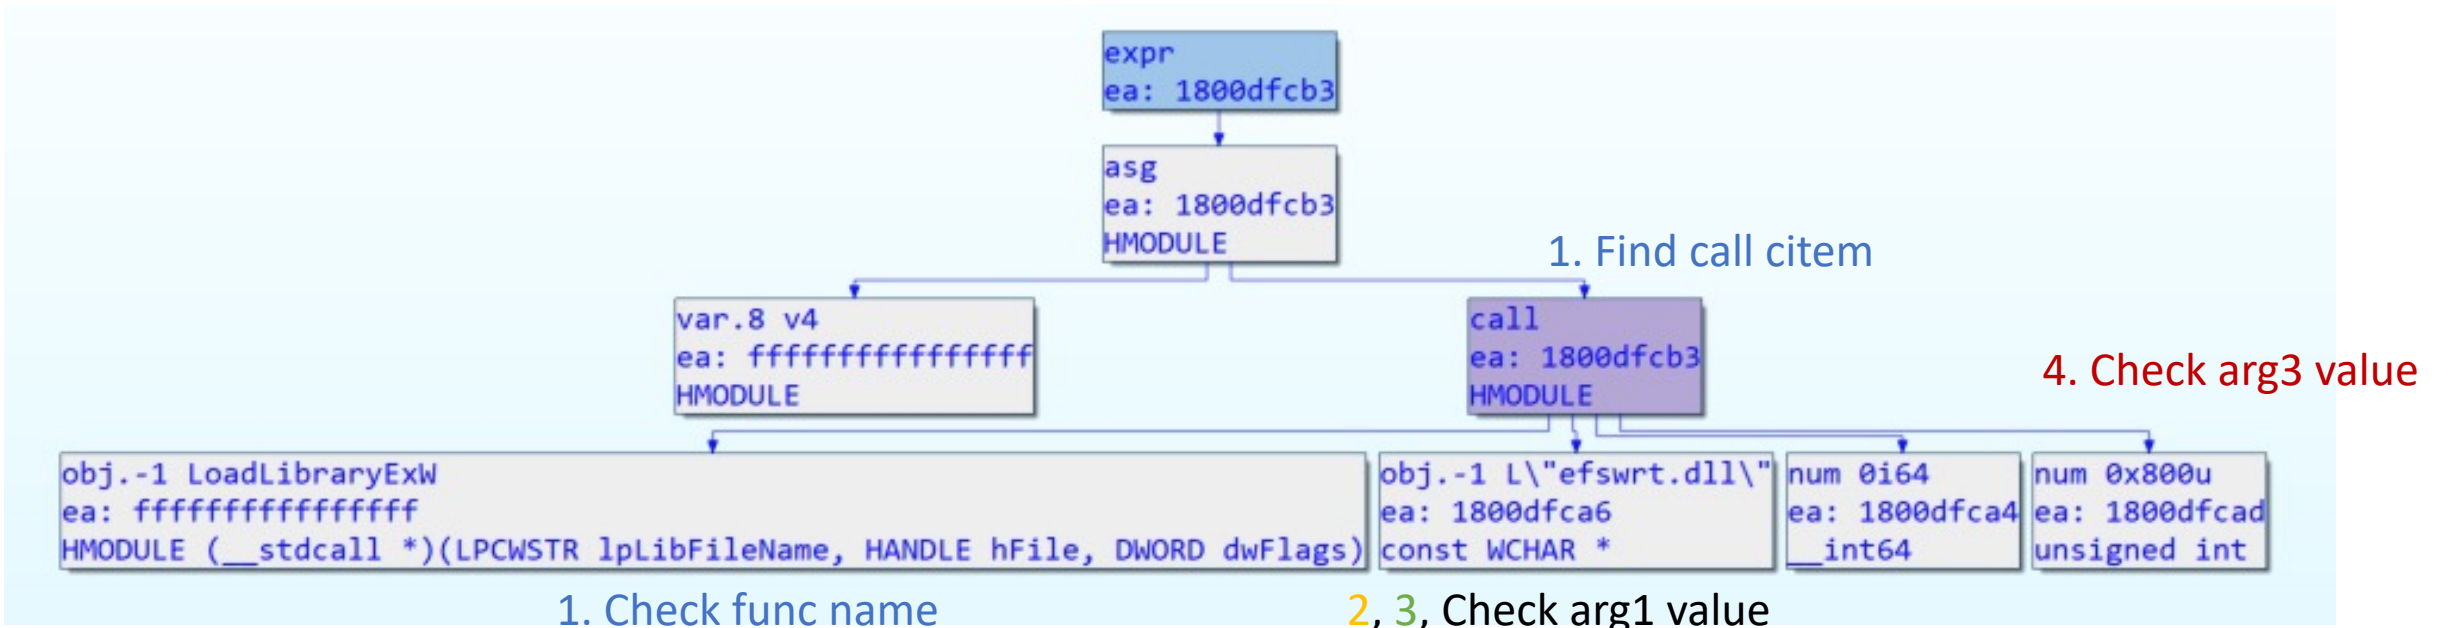 expr
ea: 1800dfcb3
asg
ea: 1800dfcb3
HMODULE
1. Find call citem
var.8 v4
ea: ffffffffffffffff
HMODULE
call
ea: 1800dfcb3
HMODULE
4. Check arg3 value
obj.-1 LoadLibraryExW
ea: ffffffffffffffff
HMODULE (__stdcall *)(LPCWSTR lpLibFileName, HANDLE hFile, DWORD dwFlags)
obj.-1 L\"efswrt.dll\"
ea: 1800dfca6
const WCHAR *
num 0i64
ea: 1800dfca4
__int64
num 0x800u
ea: 1800dfcad
unsigned int
1. Check func name
2, 3, Check arg1 value